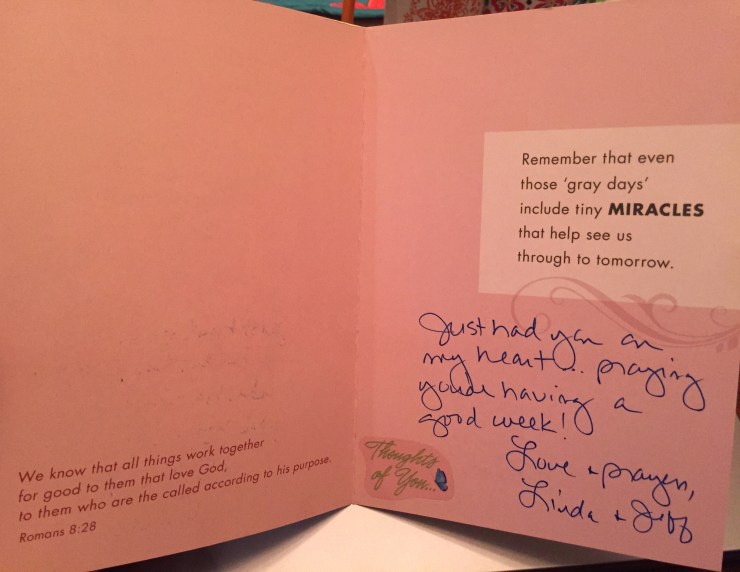 We know that all things work together
for good to them that love God,
to them who are the called according to his purpose.
Romans 8:28
Remember that even
those 'gray days'
include tiny MIRACLES
that help see us
through to tomorrow.
Just had you on
my heart... praying
you're having a
good week!
Love + prayers,
Linda + Jeff
Thoughts
of You...